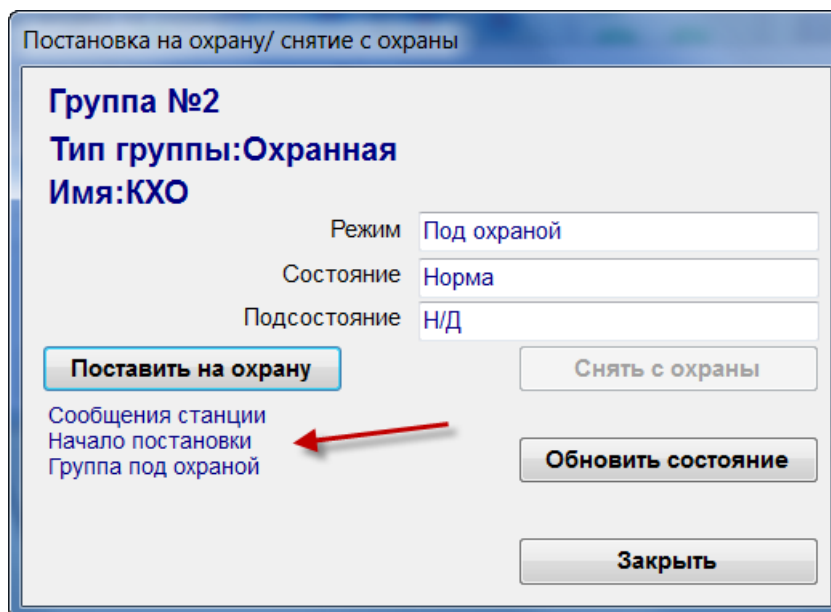 Постановка на охрану/ снятие с охраны
Группа №2
Тип группы:Охранная
Имя:КХО
Режим Под охраной
Состояние Норма
Подсостояние Н/Д
Поставить на охрану Снять с охраны
Сообщения станции
Начало постановки
Группа под охраной
Обновить состояние
Закрыть